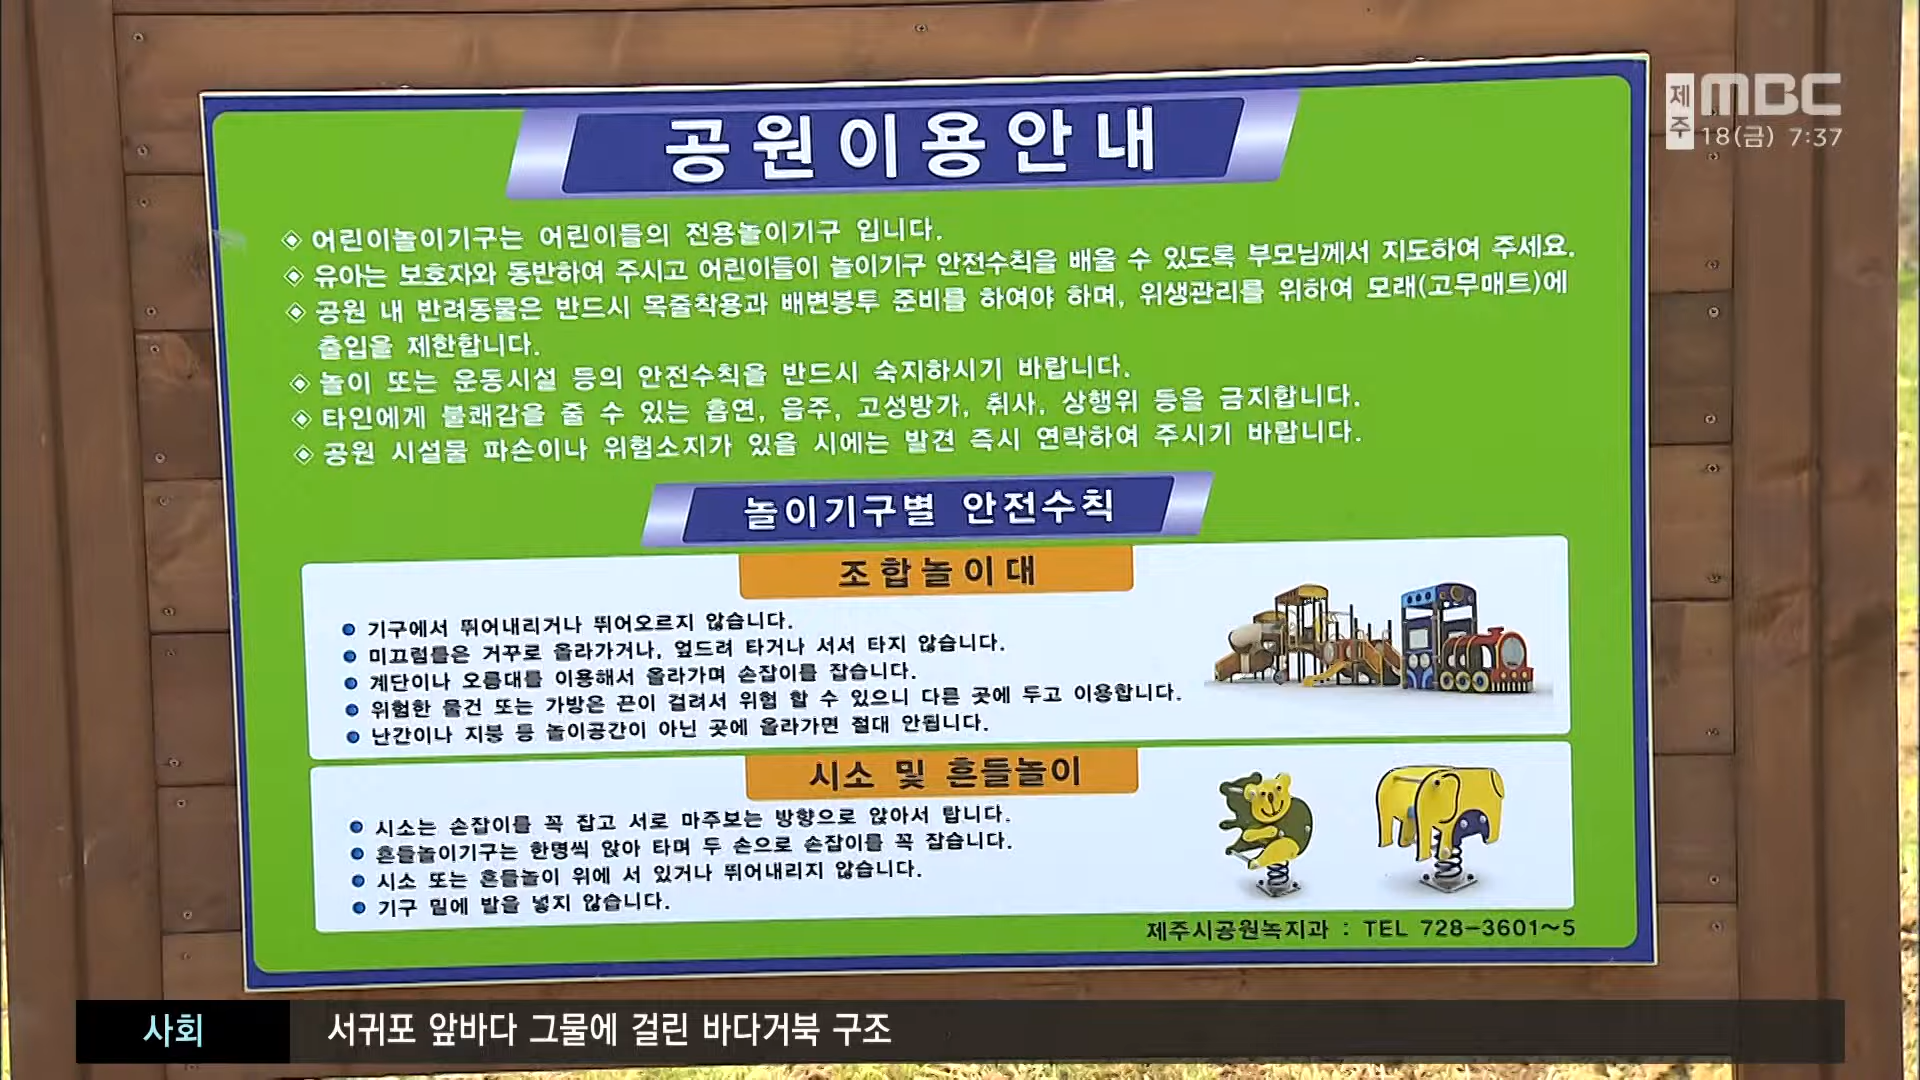 제주 MBC
18(금) 7:37
공원이용안내
◈ 어린이놀이기구는 어린이들의 전용놀이기구 입니다.
◈ 유아는 보호자와 동반하여 주시고 어린이들이 놀이기구 안전수칙을 배울 수 있도록 부모님께서 지도하여 주세요.
◈ 공원 내 반려동물은 반드시 목줄착용과 배변봉투 준비를 하여야 하며, 위생관리를 위하여 모래(고무매트)에
출입을 제한합니다.
◈ 놀이 또는 운동시설 등의 안전수칙을 반드시 숙지하시기 바랍니다.
◈ 타인에게 불쾌감을 줄 수 있는 흡연, 음주, 고성방가, 취사, 상행위 등을 금지합니다.
◈ 공원 시설물 파손이나 위험소지가 있을 시에는 발견 즉시 연락하여 주시기 바랍니다.
놀이기구별 안전수칙
조합놀이대
● 기구에서 뛰어내리거나 뛰어오르지 않습니다.
● 미끄럼틀은 거꾸로 올라가거나, 엎드려 타거나 서서 타지 않습니다.
● 계단이나 오름대를 이용해서 올라가며 손잡이를 잡습니다.
● 위험한 물건 또는 가방은 끈이 걸려서 위협 할 수 있으니 다른 곳에 두고 이용합니다.
● 난간이나 지붕 등 놀이공간이 아닌 곳에 올라가면 절대 안됩니다.
시소 및 흔들놀이
● 시소는 손잡이를 꼭 잡고 서로 마주보는 방향으로 앉아서 탑니다.
● 흔들놀이기구는 한명씩 앉아 타며 두 손으로 손잡이를 꼭 잡습니다.
● 시소 또는 흔들놀이 위에 서 있거나 뛰어내리지 않습니다.
● 기구 밑에 발을 넣지 않습니다.
제주시공원녹지과 : TEL 728-3601~5
사회 서귀포 앞바다 그물에 걸린 바다거북 구조